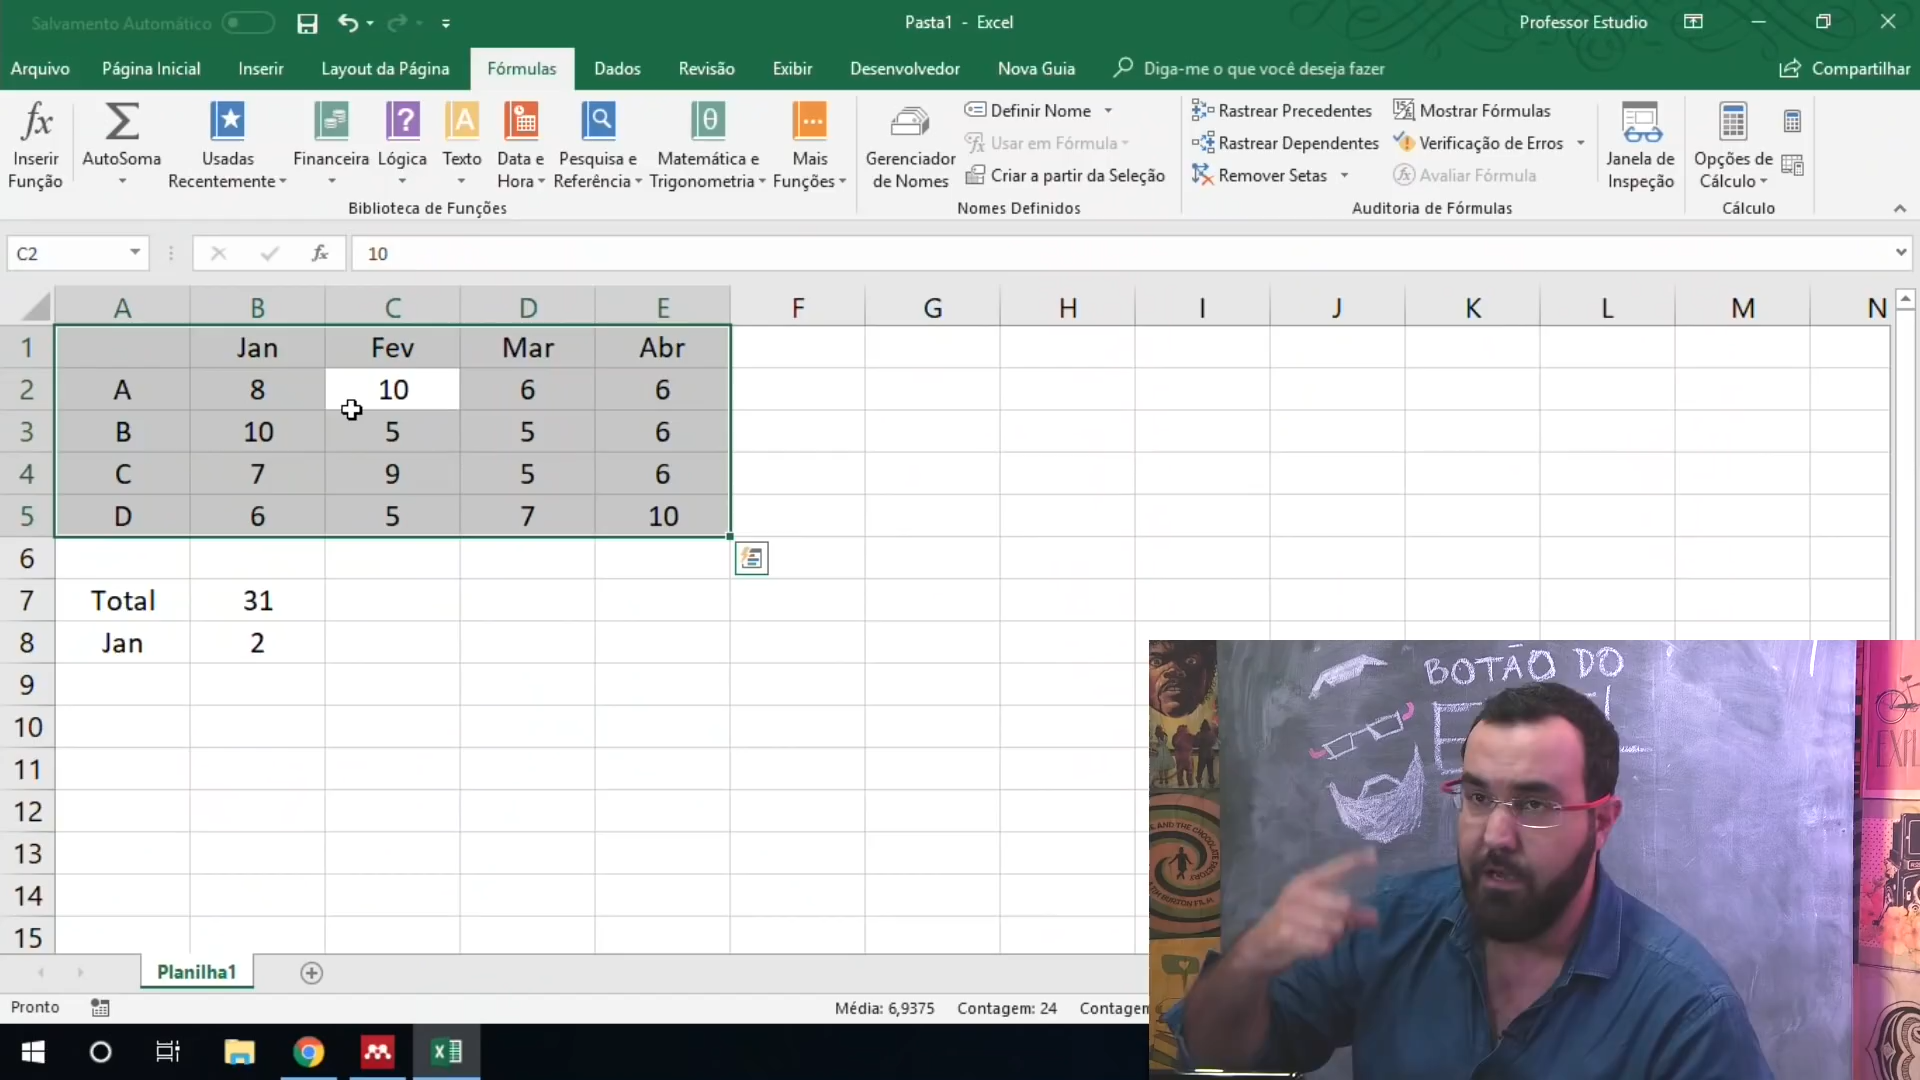 Salvamento Automático
Pasta1 - Excel
Professor Estudio
Arquivo
Página Inicial
Inserir
Layout da Página
Fórmulas
Dados
Revisão
Exibir
Desenvolvedor
Nova Guia
Diga-me o que você deseja fazer
Compartilhar
fx
Inserir
Função
AutoSoma
Usadas
Recentemente
Financeira
Lógica
Texto
Data e
Hora
Pesquisa e
Referência
Matemática e
Trigonometria
Mais
Funções
Biblioteca de Funções
Gerenciador
de Nomes
Definir Nome
Usar em Fórmula
Criar a partir da Seleção
Nomes Definidos
Rastrear Precedentes
Rastrear Dependentes
Remover Setas
Mostrar Fórmulas
Verificação de Erros
Avaliar Fórmula
Auditoria de Fórmulas
Janela de
Inspeção
Opções de
Cálculo
Cálculo
C2
fx
10
A B C D E F G H I J K L M N
1 Jan Fev Mar Abr
2 A 8 10 6 6
3 B 10 5 5 6
4 C 7 9 5 6
5 D 6 5 7 10
6
7 Total 31
8 Jan 2
9
10
11
12
13
14
15
BOTÃO DO
Planilha1
Pronto
Média: 6,9375 Contagem: 24